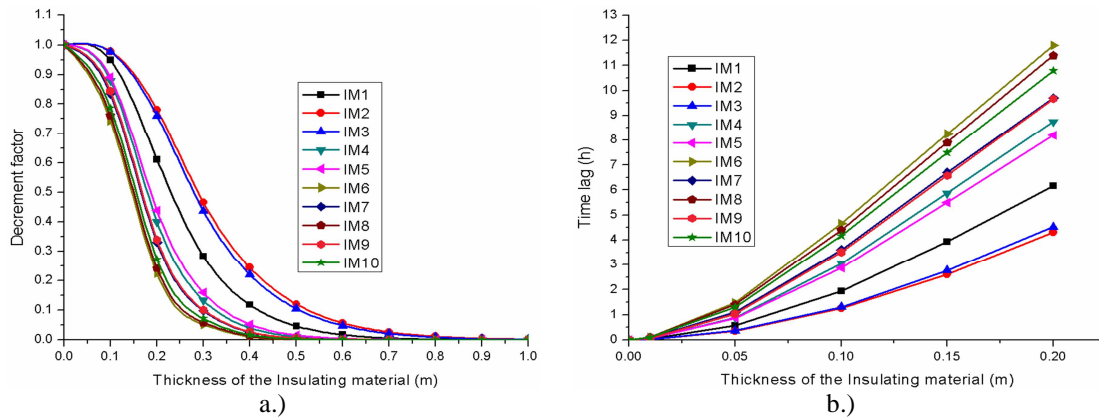 1.1
1.0
0.9
0.8
0.7
0.6
0.5
0.4
0.3
0.2
0.1
0.0
Decrement factor
IM1
IM2
IM3
IM4
IM5
IM6
IM7
IM8
IM9
IM10
0.0 0.1 0.2 0.3 0.4 0.5 0.6 0.7 0.8 0.9 1.0
Thickness of the Insulating material (m)
a.)
13
12
11
10
9
8
7
6
5
4
3
2
1
0
Time lag (h)
IM1
IM2
IM3
IM4
IM5
IM6
IM7
IM8
IM9
IM10
0.00 0.05 0.10 0.15 0.20
Thickness of the Insulating material (m)
b.)